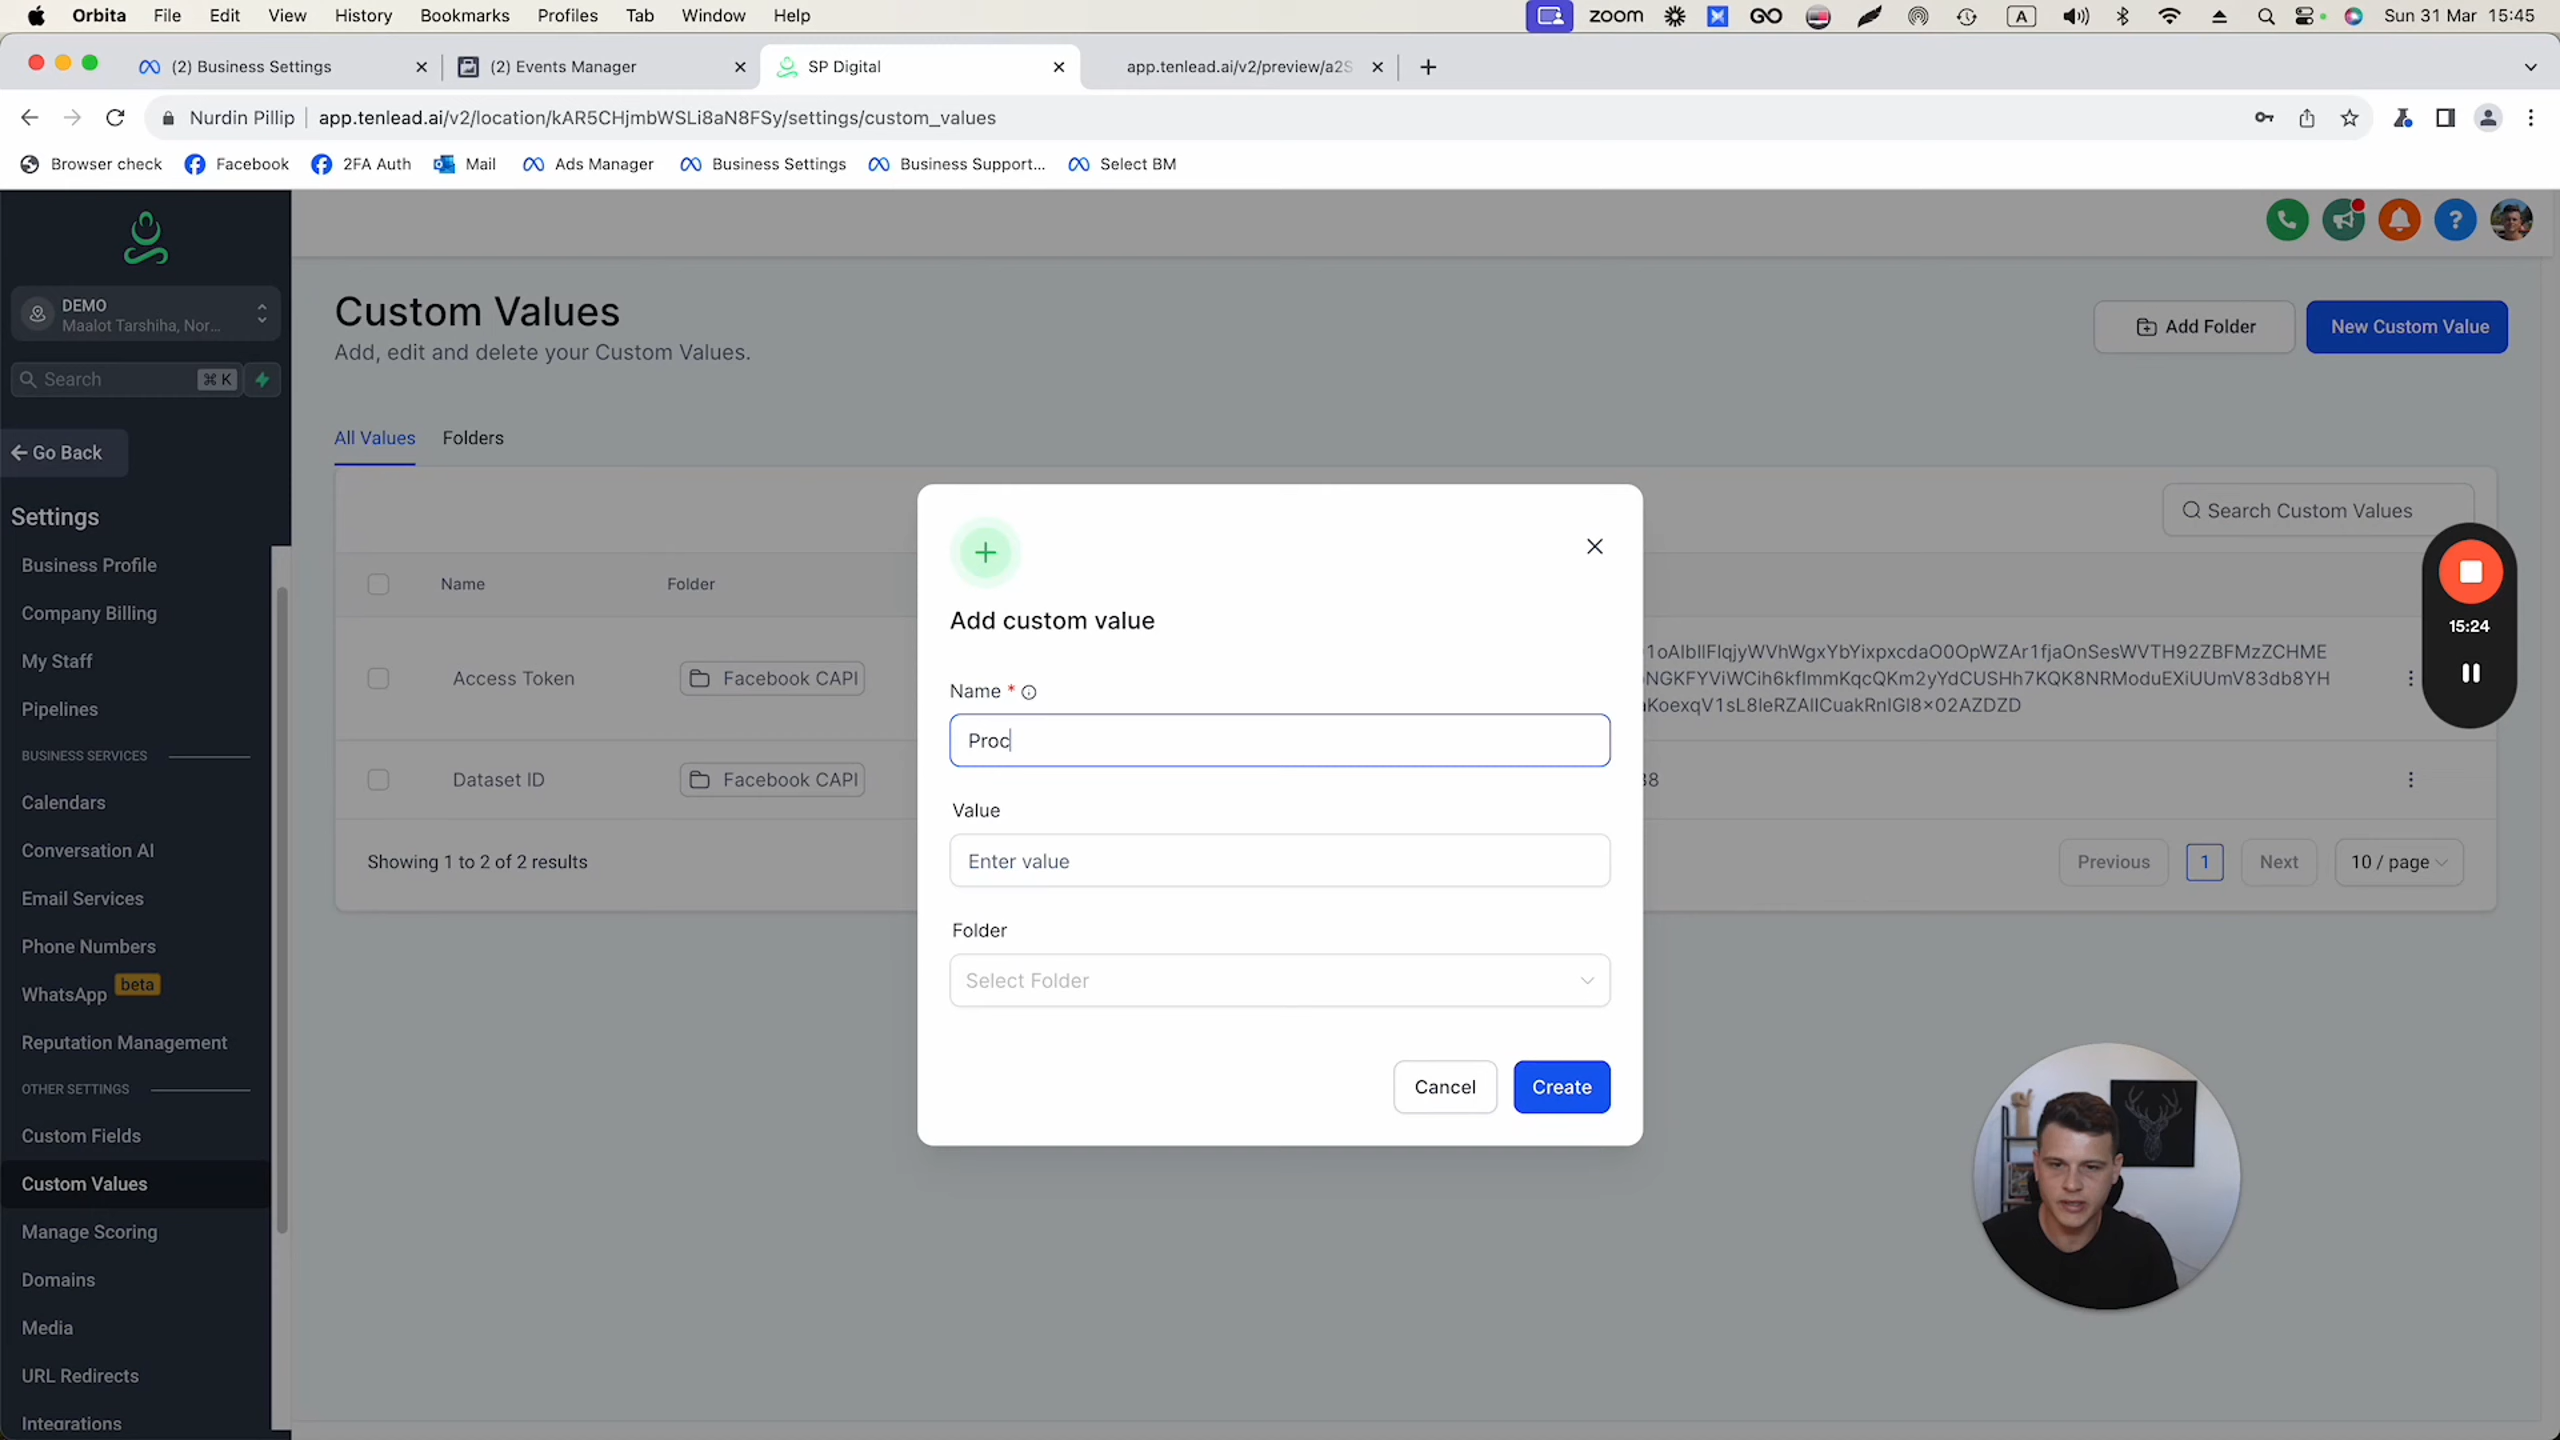 Orbita File Edit View History Bookmarks Profiles Tab Window Help zoom A Sun 31 Mar 15:45
(2) Business Settings (2) Events Manager SP Digital app.tenlead.ai/v2/preview/a2S
Nurdin Pillip app.tenlead.ai/v2/location/kAR5CHjmbWSLi8aN8FSy/settings/custom_values
Browser check Facebook 2FA Auth Mail Ads Manager Business Settings Business Support... Select BM
DEMO
Maalot Tarshiha, Nor...
Search ⌘ K
Go Back
Settings
Business Profile
Company Billing
My Staff
Pipelines
BUSINESS SERVICES
Calendars
Conversation AI
Email Services
Phone Numbers
WhatsApp beta
Reputation Management
OTHER SETTINGS
Custom Fields
Custom Values
Manage Scoring
Domains
Media
URL Redirects
Integrations
Custom Values
Add, edit and delete your Custom Values.
Add Folder New Custom Value
All Values Folders
Search Custom Values
Name Folder
Access Token Facebook CAPI
Dataset ID Facebook CAPI
38
Showing 1 to 2 of 2 results
Previous 1 Next 10 / page
Add custom value
Name *
Proc
Value
Enter value
Folder
Select Folder
Cancel Create
15:24